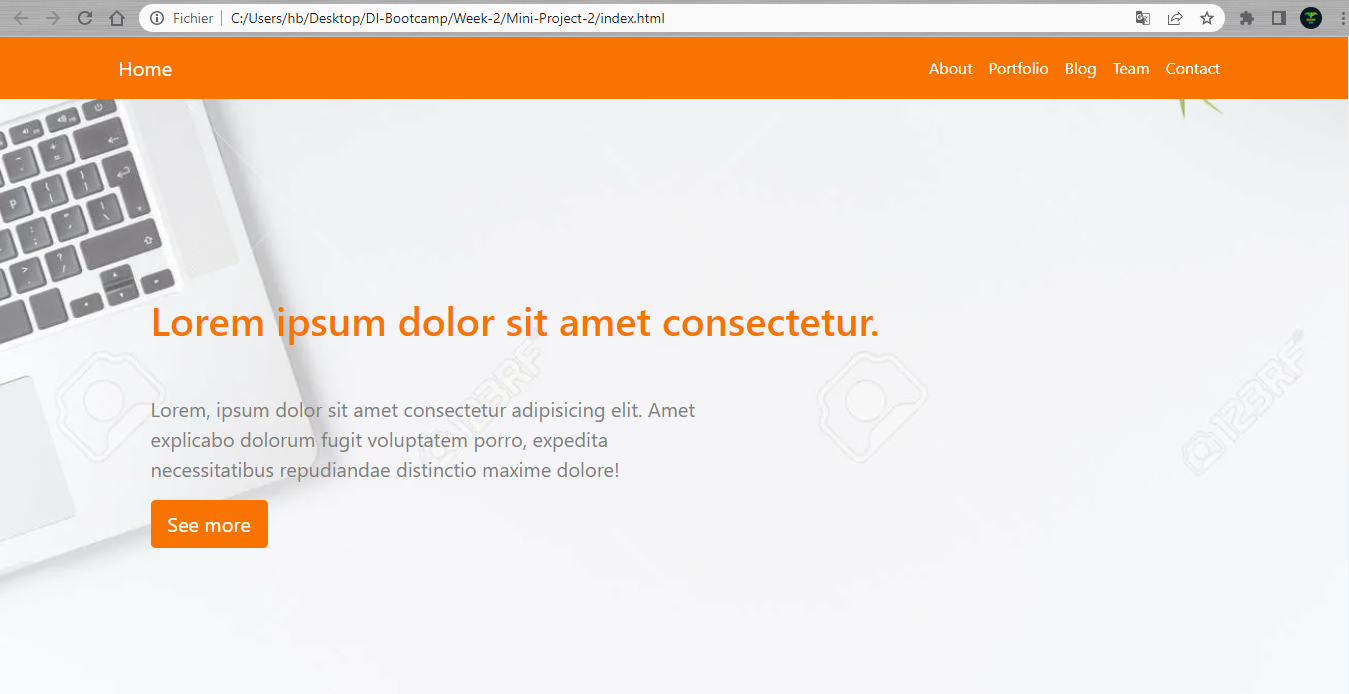 Fichier C:/Users/hb/Desktop/DI-Bootcamp/Week-2/Mini-Project-2/index.html
Home About Portfolio Blog Team Contact
Lorem ipsum dolor sit amet consectetur.
Lorem, ipsum dolor sit amet consectetur adipisicing elit. Amet
explicabo dolorum fugit voluptatem porro, expedita
necessitatibus repudiandae distinctio maxime dolore!
See more
123RF
123RF